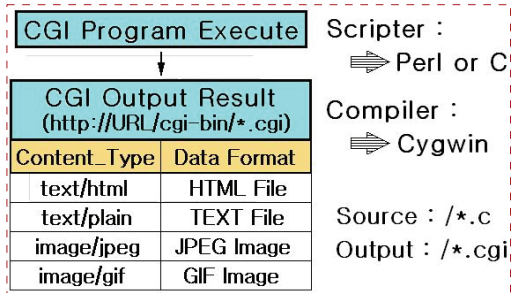 CGI Program Execute
CGI Output Result
(http://URL/cgi-bin/*.cgi)
Content_Type Data Format
text/html HTML File
text/plain TEXT File
image/jpeg JPEG Image
image/gif GIF Image
Scripter :
Perl or C
Compiler :
Cygwin
Source : /*.c
Output : /*.cgi